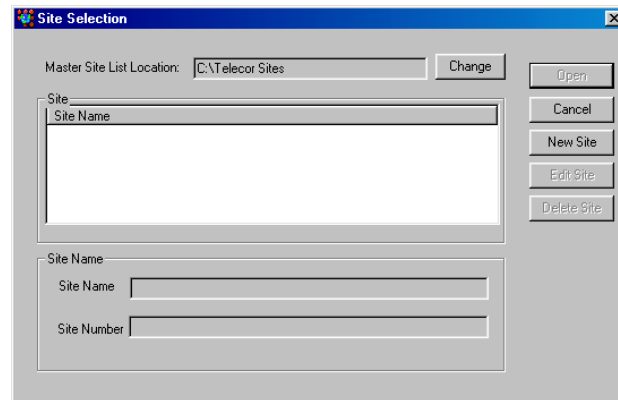 Site Selection
Master Site List Location: C:\Telecor Sites Change
Open
Site
Site Name
Cancel
New Site
Edit Site
Delete Site
Site Name
Site Name
Site Number